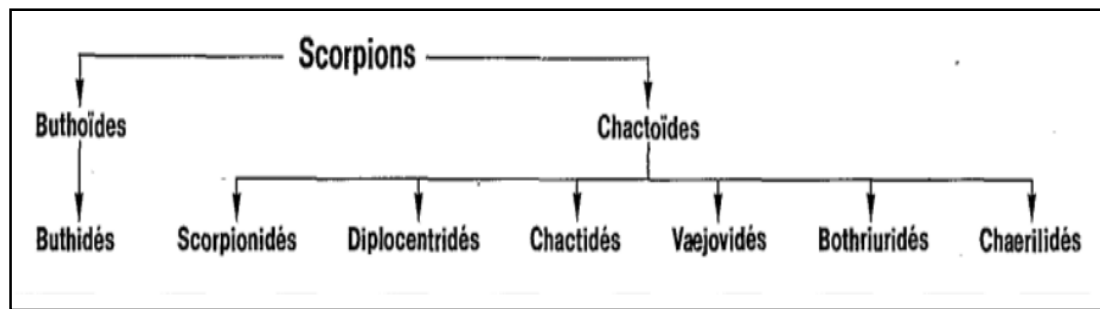 Scorpions
Buthoïdes Chactoïdes
Buthidés Scorpionidés Diplocentridés Chactidés Vaejovidés Bothriuridés Chaerilidés